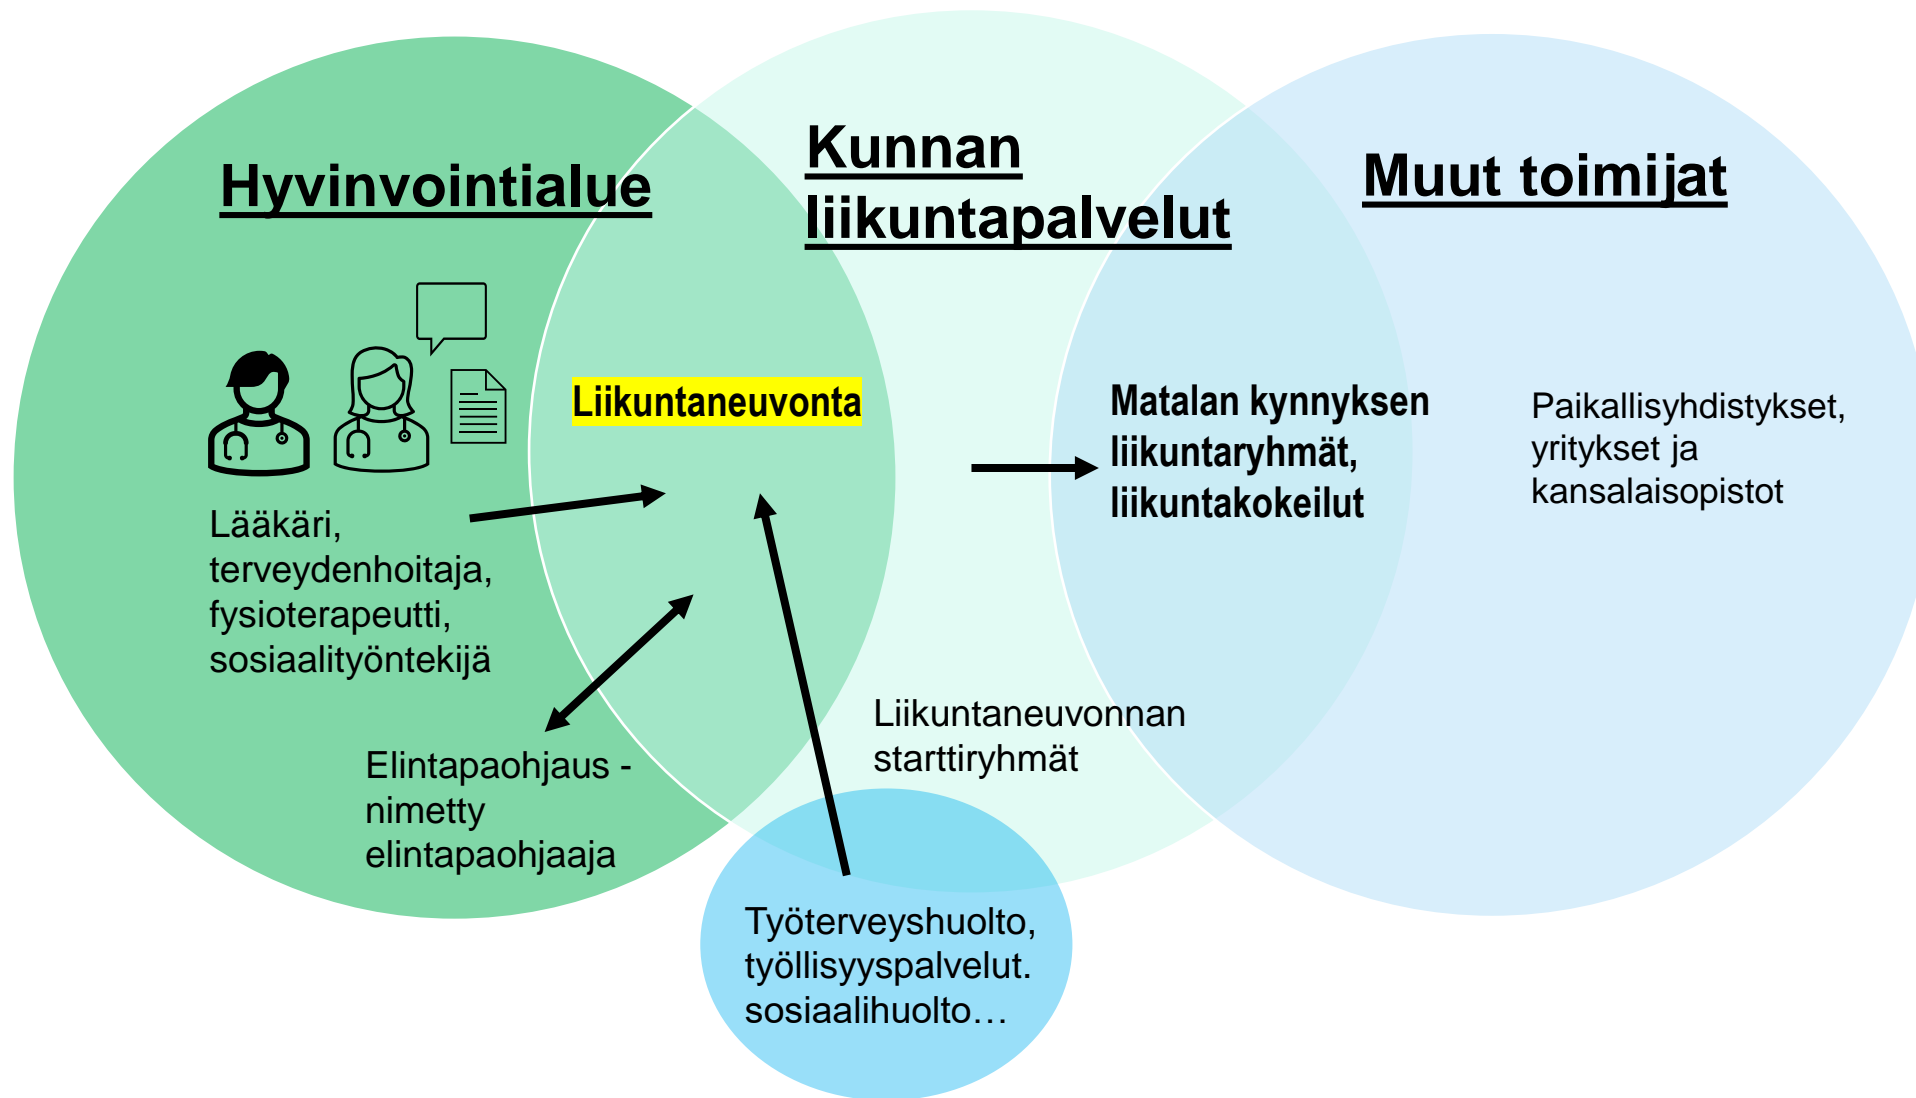 Hyvinvointialue
Kunnan
liikuntapalvelut
Muut toimijat
Liikuntaneuvonta
Matalan kynnyksen
liikuntaryhmät,
liikuntakokeilut
Paikallisyhdistykset,
yritykset ja
kansalaisopistot
Lääkäri,
terveydenhoitaja,
fysioterapeutti,
sosiaalityöntekijä
Elintapaohjaus -
nimetty
elintapaohjaaja
Liikuntaneuvonnan
starttiryhmät
Työterveyshuolto,
työllisyyspalvelut.
sosiaalihuolto…